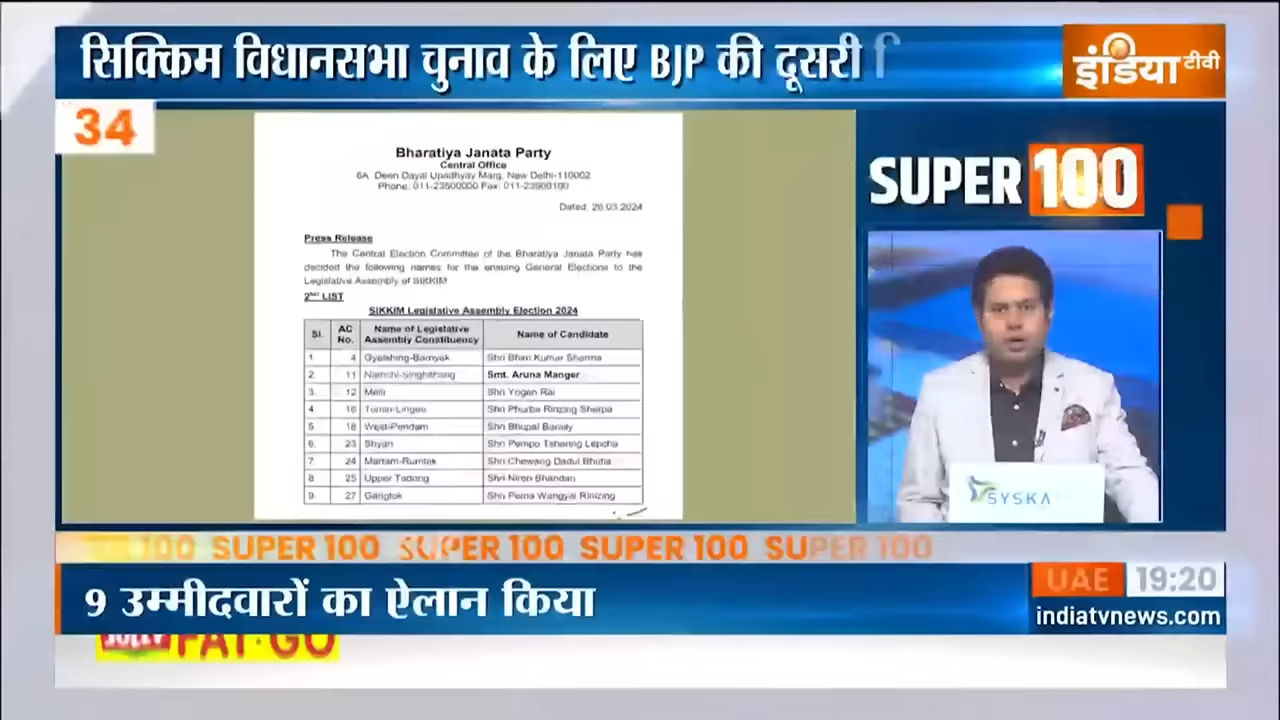 सिक्किम विधानसभा चुनाव के लिए BJP की दूसरी
इंडिया टीवी
34
Bharatiya Janata Party
Central Office
6A, Deen Dayal Upadhyay Marg, New Delhi-110002
Phone: 011-23500000 Fax: 011-23500190
Dated: 26.03.2024
Press Release
The Central Election Committee of the Bharatiya Janata Party has
decided the following names for the ensuing General Elections to the
Legislative Assembly of SIKKIM
2ND LIST
SIKKIM Legislative Assembly Election 2024
Sl. AC No. Name of Legislative Assembly Constituency Name of Candidate
1 4 Gyalshing-Barnyak Shri Bhim Kumar Sharma
2 11 Namchi-Singhithang Smt. Aruna Manger
3. 12 Melli Shri Yogen Rai
4 16 Tumin-Lingee Shri Phurba Rinzing Sherpa
5 18 West-Pendam Shri Bhupal Baraily
6. 23 Shyari Shri Pempo Tshering Lepcha
7. 24 Martam-Rumtek Shri Chewang Dadul Bhutia
8 25 Upper Tadong Shri Niren Bhandari
9. 27 Gangtok Shri Pema Wangyal Rinzing
SUPER 100
SYSKA
100 SUPER 100 SUPER 100 SUPER 100 SUPER 100
9 उम्मीदवारों का ऐलान किया
UAE 19:20
indiatvnews.com
PAT GO